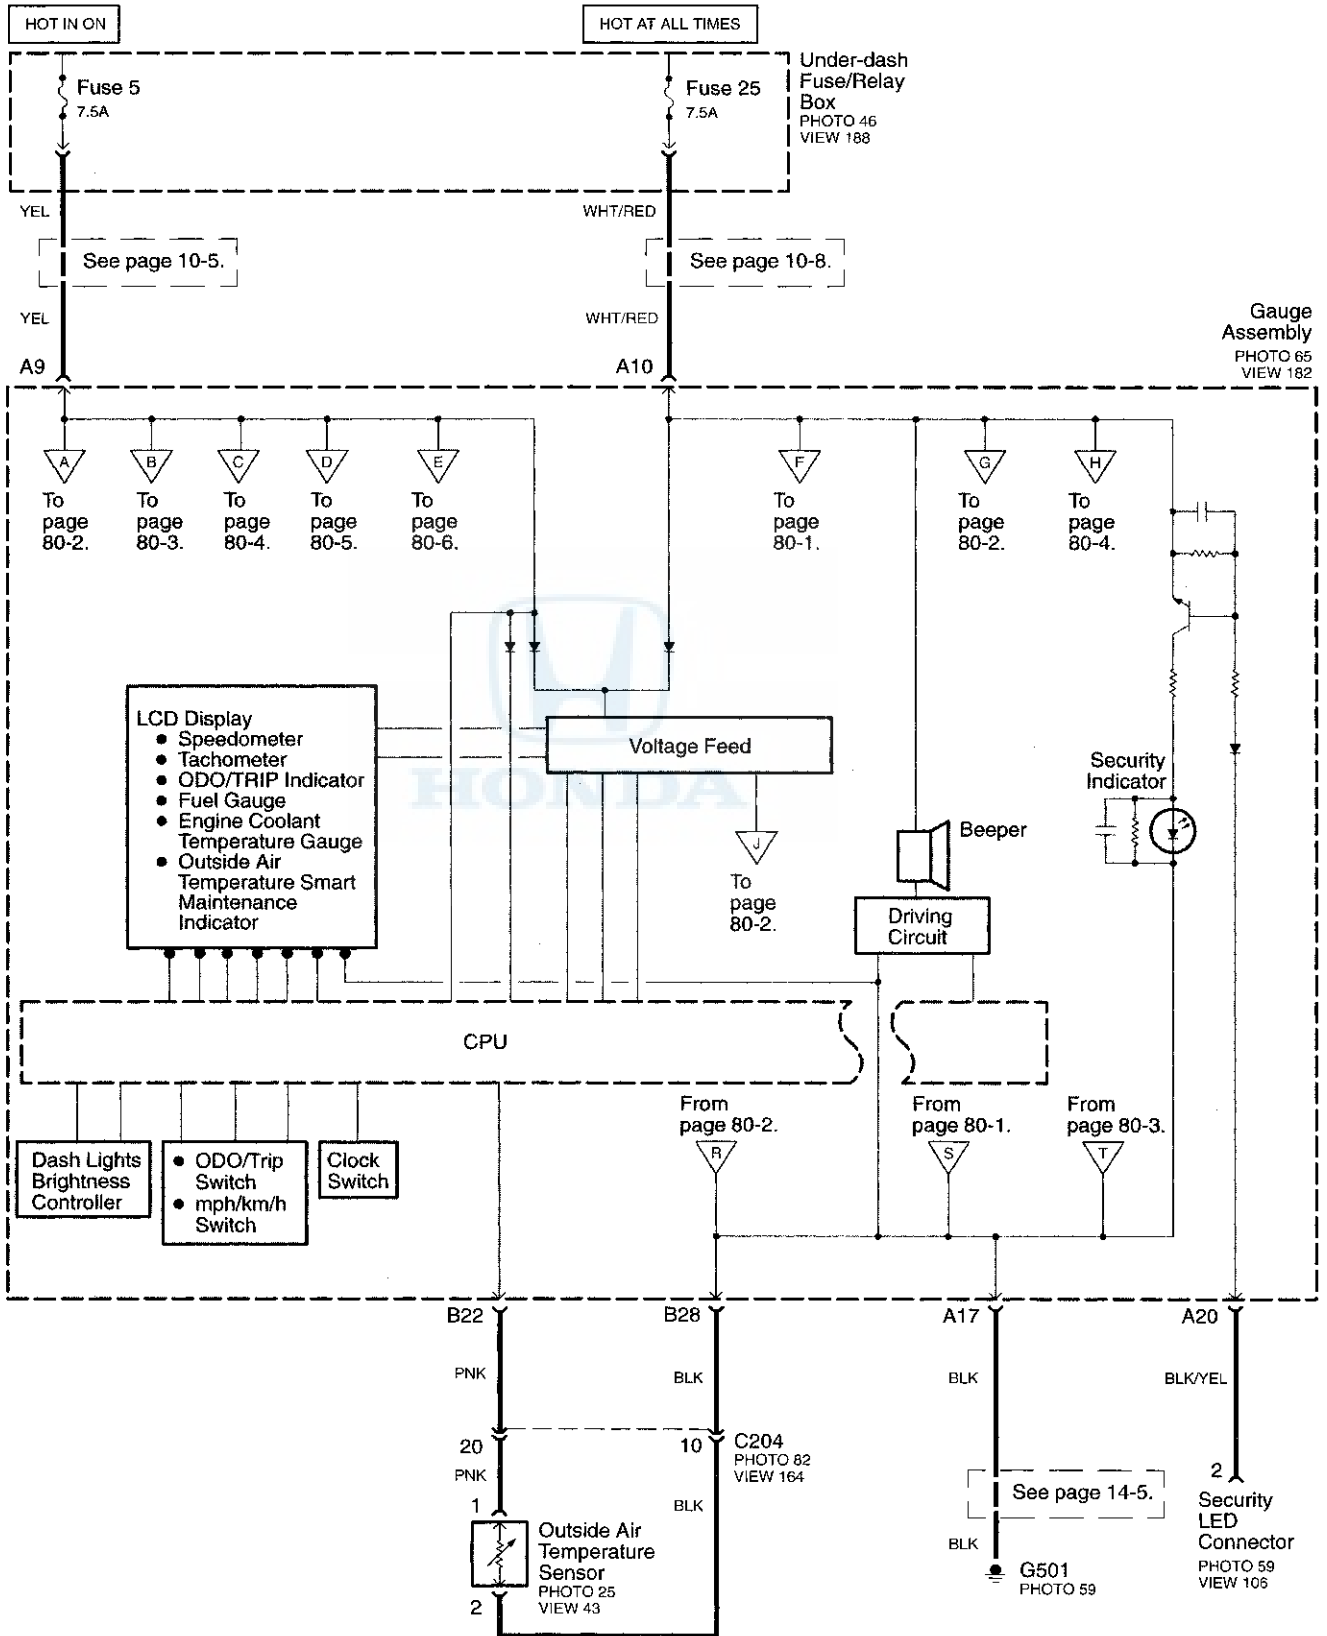 HOT IN ON
HOT AT ALL TIMES
Fuse 5
7.5A
Fuse 25
7.5A
Under-dash
Fuse/Relay
Box
PHOTO 46
VIEW 188
YEL
WHT/RED
See page 10-5.
See page 10-8.
YEL
WHT/RED
Gauge
Assembly
PHOTO 65
VIEW 182
A9
A10
A
B
C
D
E
F
G
H
To
page
80-2.
To
page
80-3.
To
page
80-4.
To
page
80-5.
To
page
80-6.
To
page
80-1.
To
page
80-2.
To
page
80-4.
LCD Display
● Speedometer
● Tachometer
● ODO/TRIP Indicator
● Fuel Gauge
● Engine Coolant
Temperature Gauge
● Outside Air
Temperature Smart
Maintenance
Indicator
Voltage Feed
HONDA
Security
Indicator
Beeper
J
To
page
80-2.
Driving
Circuit
CPU
Dash Lights
Brightness
Controller
● ODO/Trip
Switch
● mph/km/h
Switch
Clock
Switch
From
page 80-2.
R
From
page 80-1.
S
From
page 80-3.
T
B22
B28
A17
A20
PNK
BLK
BLK
BLK/YEL
20
10
C204
PHOTO 82
VIEW 164
PNK
BLK
1
Outside Air
Temperature
Sensor
PHOTO 25
VIEW 43
2
See page 14-5.
BLK
G501
PHOTO 59
2
Security
LED
Connector
PHOTO 59
VIEW 106